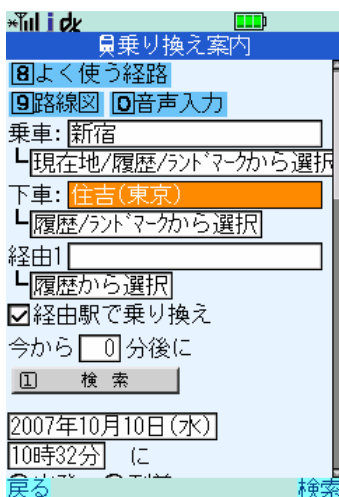 乗り換え案内
8よく使う経路
9路線図 0音声入力
乗車: 新宿
現在地/履歴/ﾗﾝﾄﾞﾏｰｸから選択
下車: 住吉(東京)
履歴/ﾗﾝﾄﾞﾏｰｸから選択
経由1
履歴から選択
経由駅で乗り換え
今から 0 分後に
1 検 索
2007年10月10日(水)
10時32分 に
戻る 検索